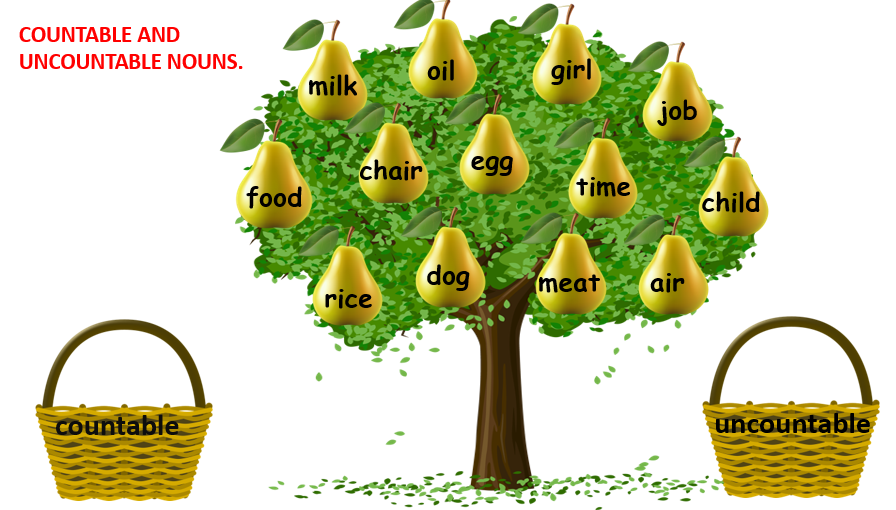 COUNTABLE AND
UNCOUNTABLE NOUNS.
milk
oil
girl
job
food
chair
egg
time
child
rice
dog
meat
air
countable
uncountable